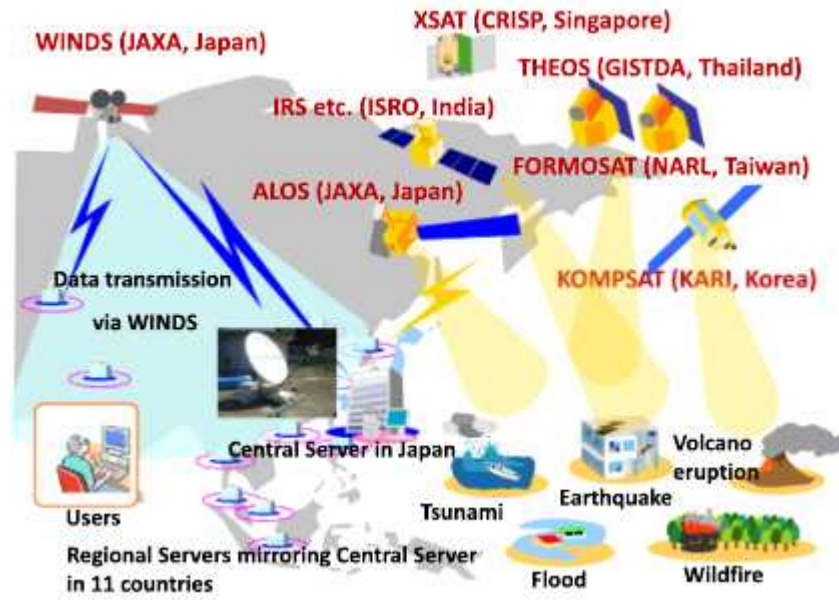 XSAT (CRISP, Singapore)
WINDS (JAXA, Japan)
THEOS (GISTDA, Thailand)
IRS etc. (ISRO, India)
FORMOSAT (NARL, Taiwan)
ALOS (JAXA, Japan)
KOMPSAT (KARI, Korea)
Data transmission
via WINDS
Central Server in Japan
Volcano
eruption
Earthquake
Tsunami
Users
Regional Servers mirroring Central Server
in 11 countries
Flood
Wildfire